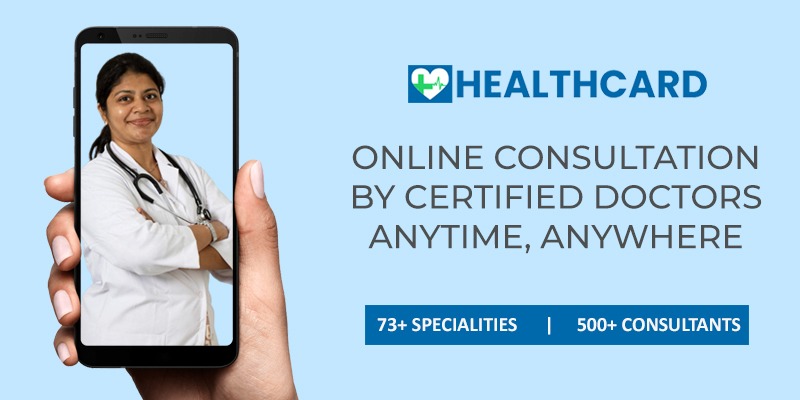 HEALTHCARD
ONLINE CONSULTATION
BY CERTIFIED DOCTORS
ANYTIME, ANYWHERE
73+ SPECIALITIES | 500+ CONSULTANTS